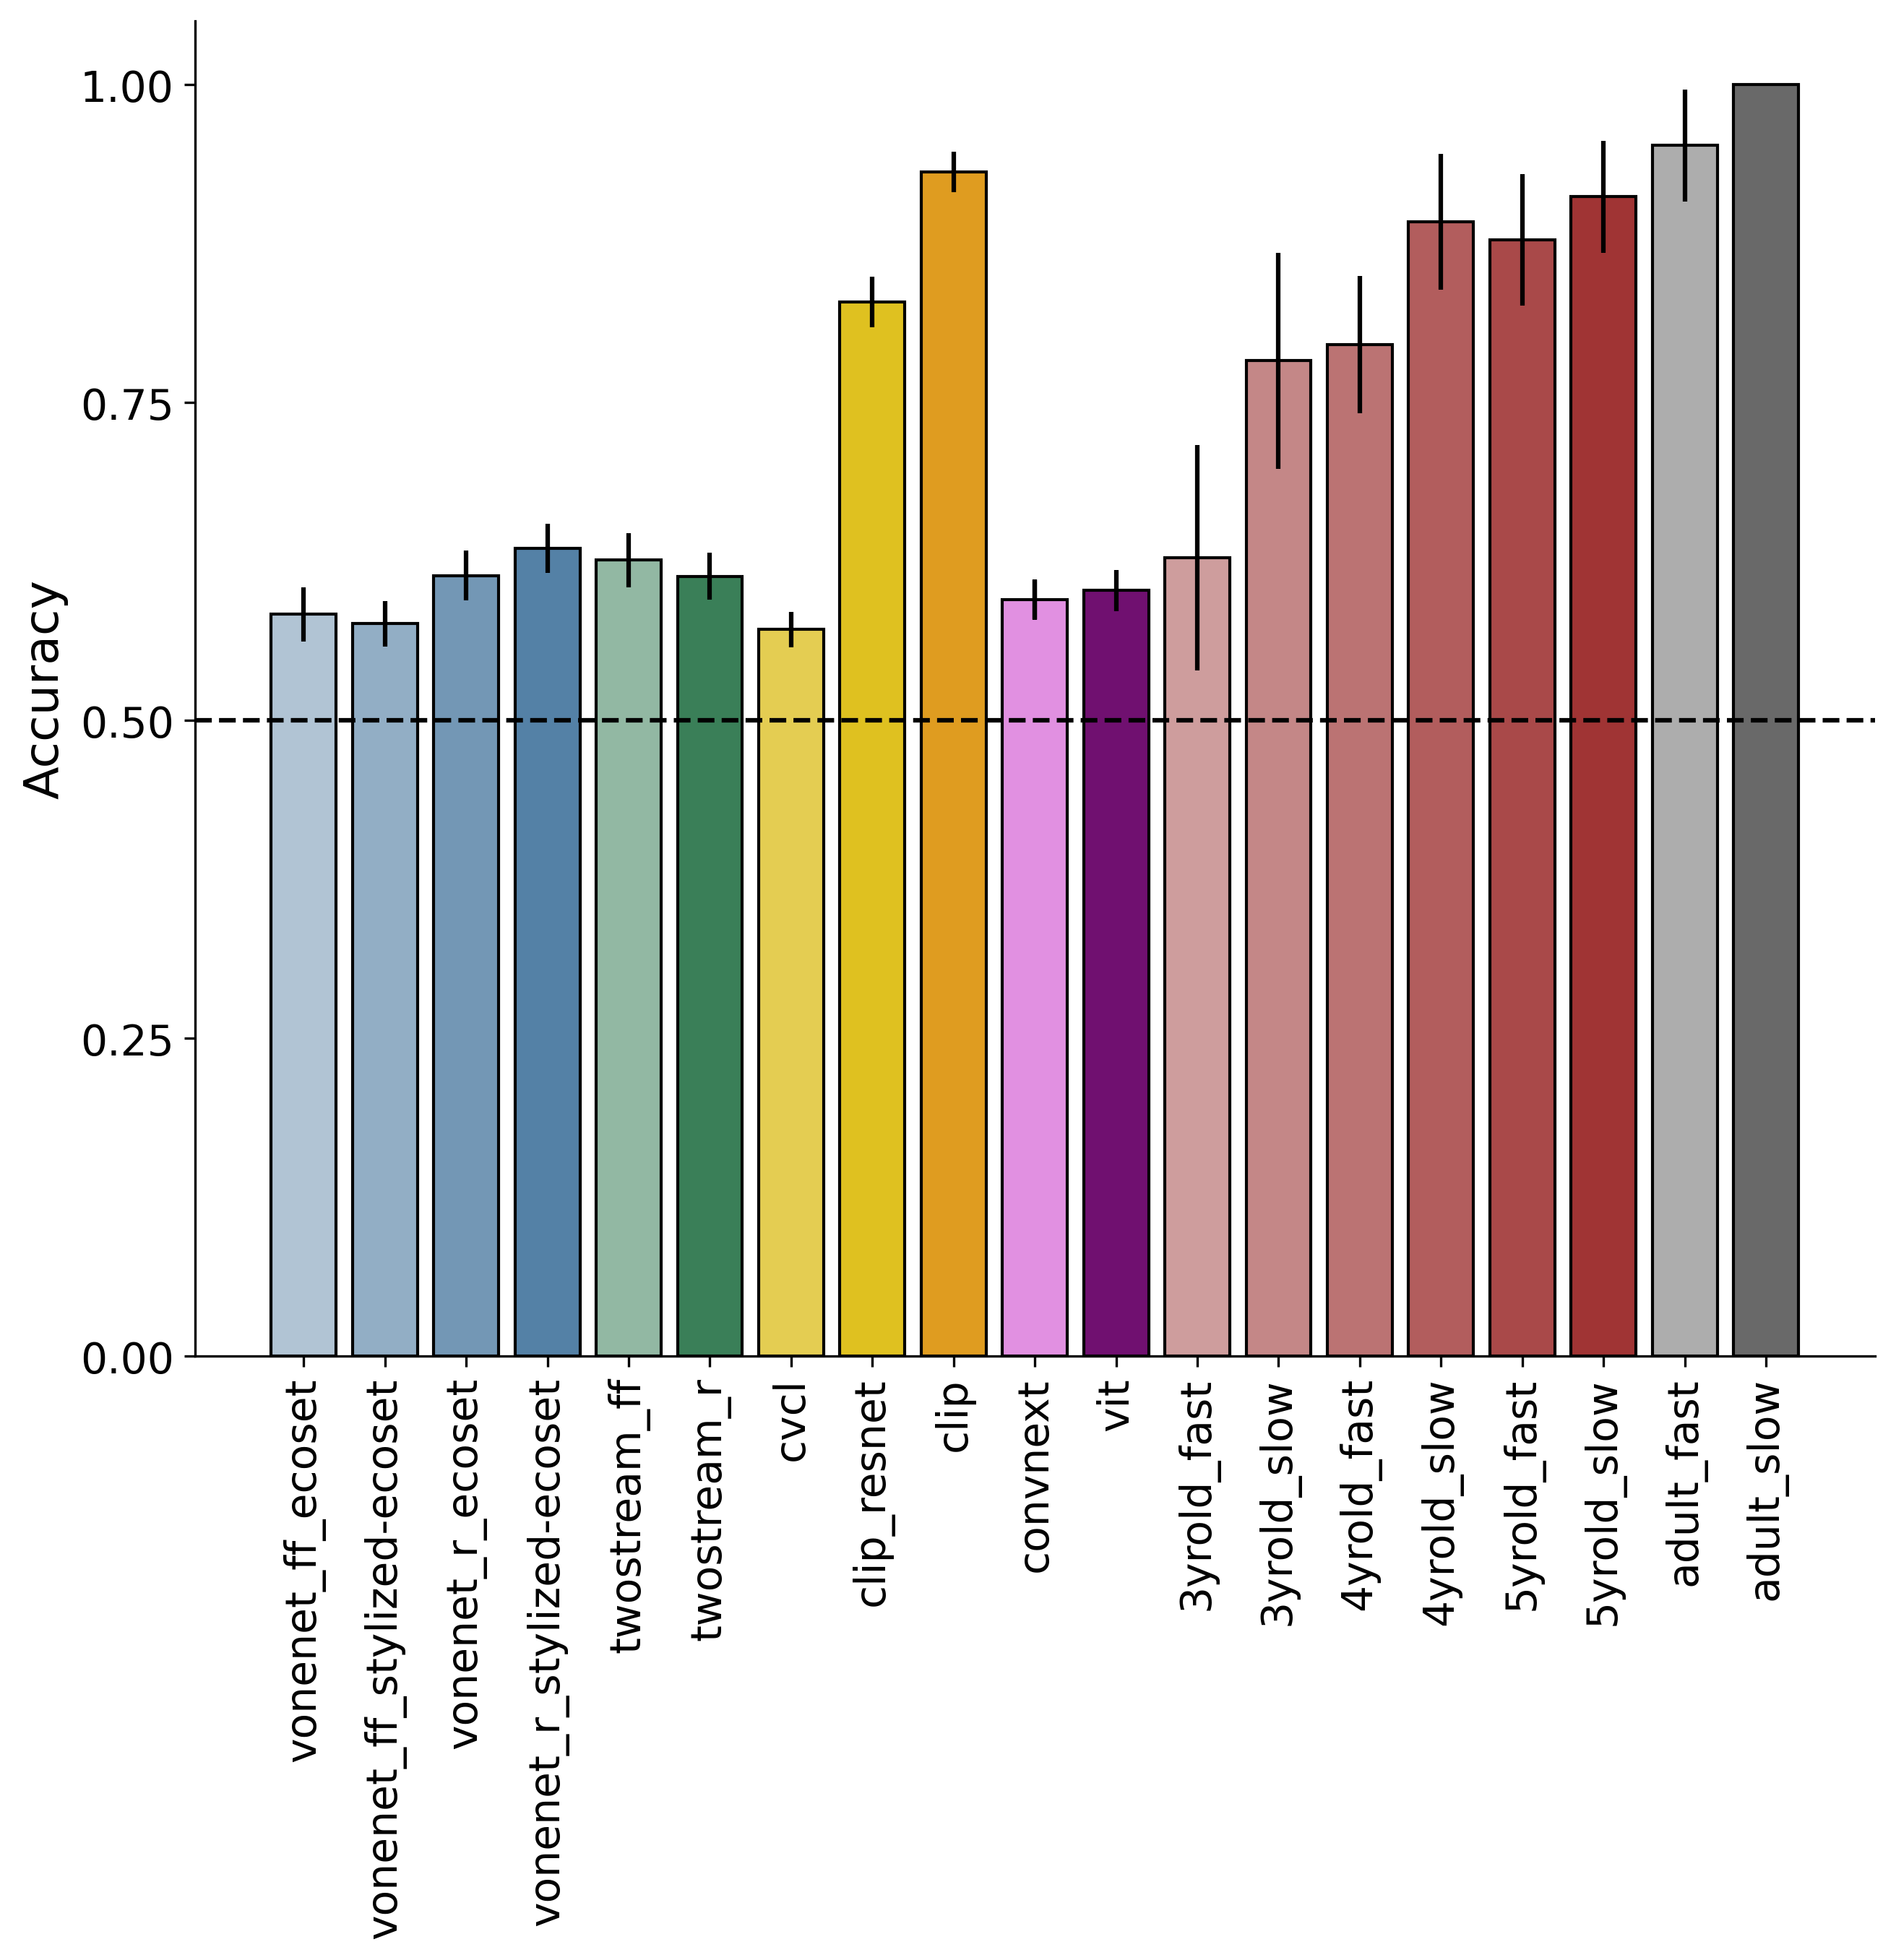 1.00
0.75
0.50
0.25
0.00
Accuracy
vonenet_ff_ecoset
vonenet_ff_stylized-ecoset
vonenet_r_ecoset
vonenet_r_stylized-ecoset
twostream_ff
twostream_r
cvcl
clip_resnet
clip
convnext
vit
3yrold_fast
3yrold_slow
4yrold_fast
4yrold_slow
5yrold_fast
5yrold_slow
adult_fast
adult_slow